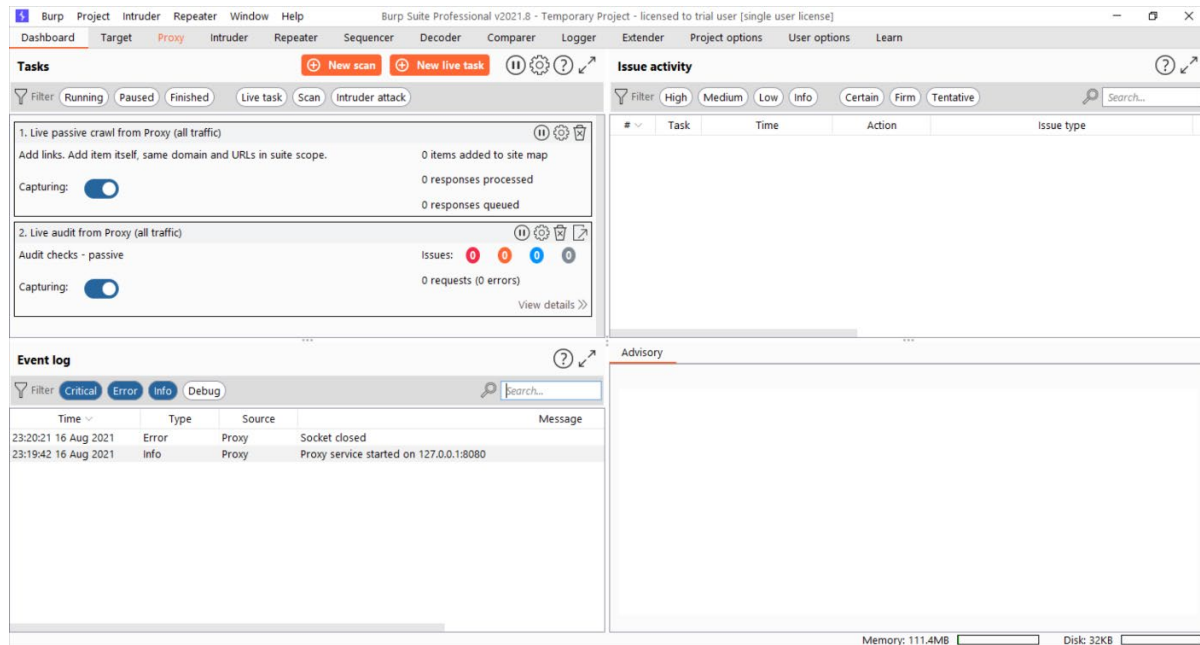 Burp Project Intruder Repeater Window Help Burp Suite Professional v2021.8 - Temporary Project - licensed to trial user [single user license]
Dashboard Target Proxy Intruder Repeater Sequencer Decoder Comparer Logger Extender Project options User options Learn
Tasks New scan New live task
Filter Running Paused Finished Live task Scan Intruder attack
1. Live passive crawl from Proxy (all traffic)
Add links. Add item itself, same domain and URLs in suite scope. 0 items added to site map
0 responses processed
Capturing:
0 responses queued
2. Live audit from Proxy (all traffic)
Audit checks - passive Issues: 0 0 0 0
0 requests (0 errors)
Capturing:
View details
Issue activity
Filter High Medium Low Info Certain Firm Tentative Search...
# Task Time Action Issue type
Event log
Filter Critical Error Info Debug Search...
Time Type Source Message
23:20:21 16 Aug 2021 Error Proxy Socket closed
23:19:42 16 Aug 2021 Info Proxy Proxy service started on 127.0.0.1:8080
Advisory
Memory: 111.4MB Disk: 32KB